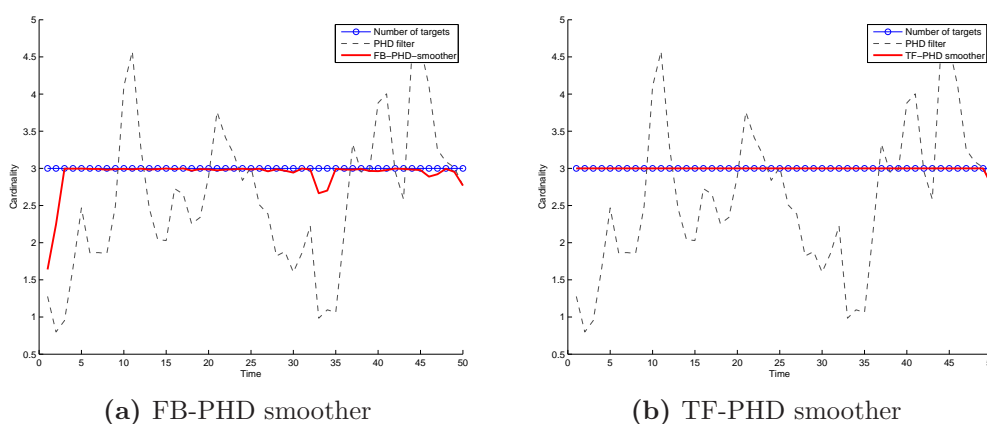 5
4.5
4
3.5
3
2.5
2
1.5
1
0.5
Cardinality
0 5 10 15 20 25 30 35 40 45 50
Time
Number of targets
PHD filter
FB-PHD-smoother
(a) FB-PHD smoother
5
4.5
4
3.5
3
2.5
2
1.5
1
0.5
Cardinality
0 5 10 15 20 25 30 35 40 45
Time
Number of targets
PHD filter
TF-PHD smoother
(b) TF-PHD smoother